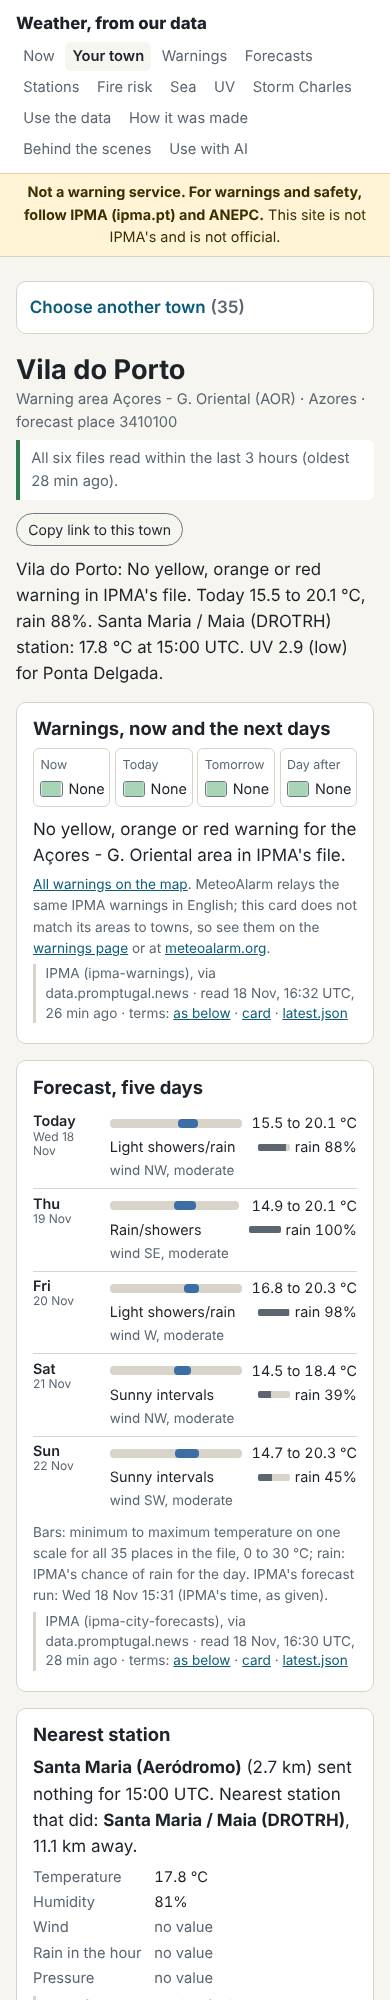 Weather, from our data
Now Your town Warnings Forecasts
Stations Fire risk Sea UV Storm Charles
Use the data How it was made
Behind the scenes Use with AI
Not a warning service. For warnings and safety,
follow IPMA (ipma.pt) and ANEPC. This site is not
IPMA's and is not official.
Choose another town (35)
Vila do Porto
Warning area Açores - G. Oriental (AOR) · Azores ·
forecast place 3410100
All six files read within the last 3 hours (oldest
28 min ago).
Copy link to this town
Vila do Porto: No yellow, orange or red
warning in IPMA's file. Today 15.5 to 20.1 °C,
rain 88%. Santa Maria / Maia (DROTRH)
station: 17.8 °C at 15:00 UTC. UV 2.9 (low)
for Ponta Delgada.
Warnings, now and the next days
Now Today Tomorrow Day after
None None None None
No yellow, orange or red warning for the
Açores - G. Oriental area in IPMA's file.
All warnings on the map. MeteoAlarm relays the
same IPMA warnings in English; this card does not
match its areas to towns, so see them on the
warnings page or at meteoalarm.org.
IPMA (ipma-warnings), via
data.promptugal.news · read 18 Nov, 16:32 UTC,
26 min ago · terms: as below · card · latest.json
Forecast, five days
Today 15.5 to 20.1 °C
Wed 18 Light showers/rain rain 88%
Nov
wind NW, moderate
Thu 14.9 to 20.1 °C
19 Nov
Rain/showers rain 100%
wind SE, moderate
Fri 16.8 to 20.3 °C
20 Nov
Light showers/rain rain 98%
wind W, moderate
Sat 14.5 to 18.4 °C
21 Nov
Sunny intervals rain 39%
wind NW, moderate
Sun 14.7 to 20.3 °C
22 Nov
Sunny intervals rain 45%
wind SW, moderate
Bars: minimum to maximum temperature on one
scale for all 35 places in the file, 0 to 30 °C; rain:
IPMA's chance of rain for the day. IPMA's forecast
run: Wed 18 Nov 15:31 (IPMA's time, as given).
IPMA (ipma-city-forecasts), via
data.promptugal.news · read 18 Nov, 16:30 UTC,
28 min ago · terms: as below · card · latest.json
Nearest station
Santa Maria (Aeródromo) (2.7 km) sent
nothing for 15:00 UTC. Nearest station
that did: Santa Maria / Maia (DROTRH),
11.1 km away.
Temperature 17.8 °C
Humidity 81%
Wind no value
Rain in the hour no value
Pressure no value